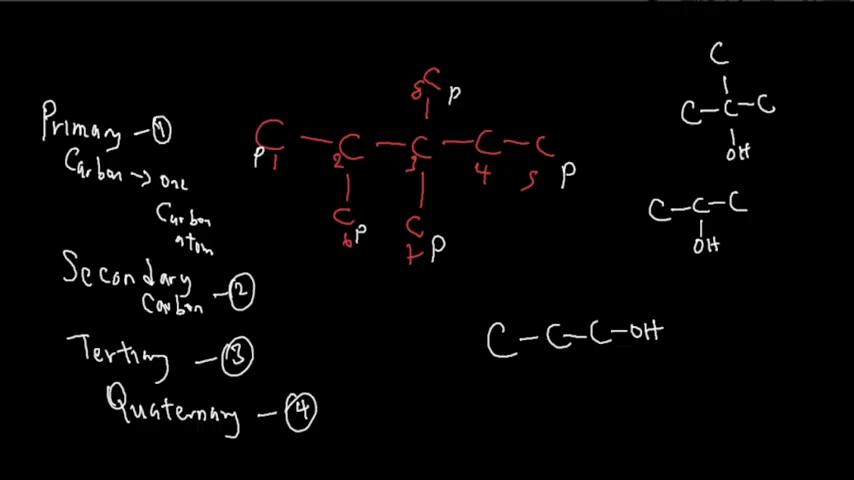 Primary - ①
Carbon → one
Carbon
atom
Secondary
Carbon - ②
Tertiary - ③
Quaternary - ④
C P
8
C - C - C - C - C
P 1 2 3 4 5 P
C C
6 P 7 P
C
C - C - C
OH
C - C - C
OH
C - C - C - OH